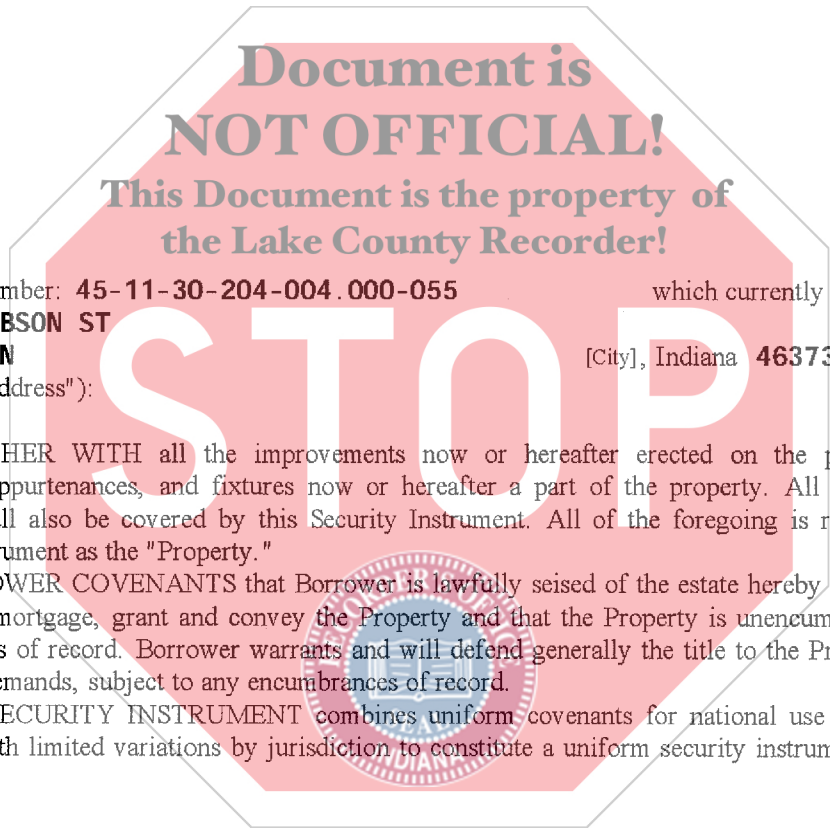 Document is
NOT OFFICIAL!
This Document is the property of
the Lake County Recorder!
mber: 45-11-30-204-004.000-055 which currently
BSON ST
N [City], Indiana 46373
ddress"):
STOP
HER WITH all the improvements now or hereafter erected on the p
ppurtenances, and fixtures now or hereafter a part of the property. All
ll also be covered by this Security Instrument. All of the foregoing is r
rument as the "Property."
OWER COVENANTS that Borrower is lawfully seised of the estate hereby
mortgage, grant and convey the Property and that the Property is unencum
s of record. Borrower warrants and will defend generally the title to the Pr
emands, subject to any encumbrances of record.
ECURITY INSTRUMENT combines uniform covenants for national use
th limited variations by jurisdiction to constitute a uniform security instrum
RECORDER'S OFFICE
SEAL
INDIANA